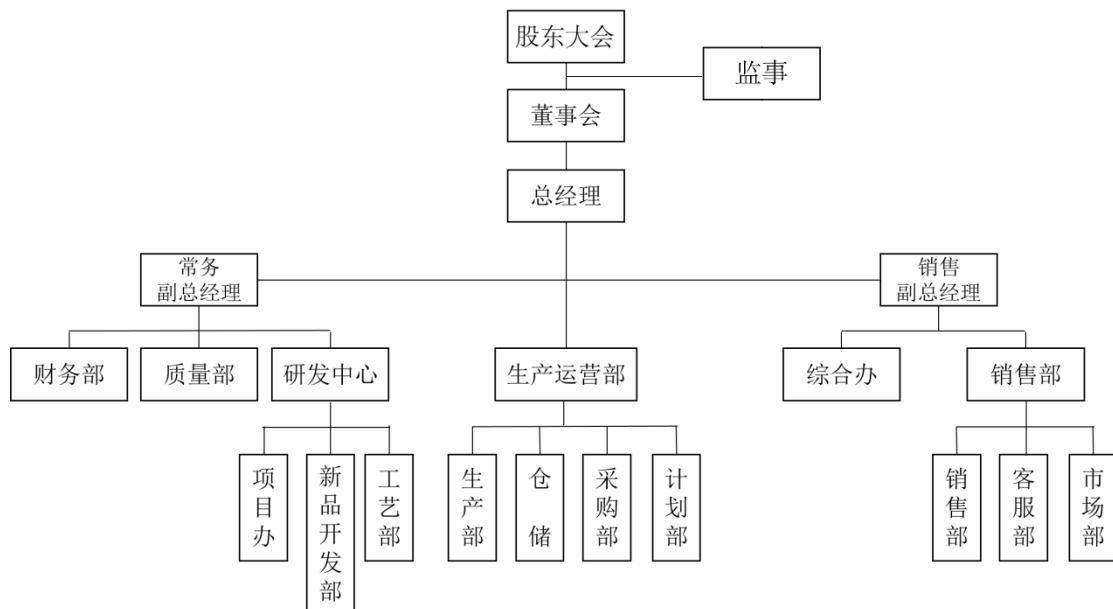 股东大会
监事
董事会
总经理
常务
副总经理
销售
副总经理
财务部
质量部
研发中心
生产运营部
综合办
销售部
项目办
新品开发部
工艺部
生产部
仓储
采购部
计划部
销售部
客服部
市场部